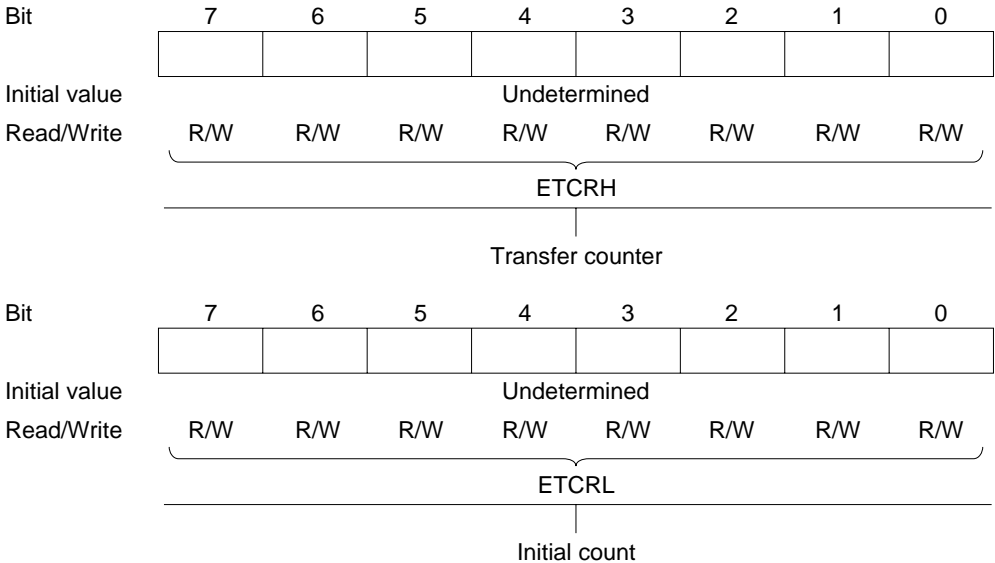 Bit 7 6 5 4 3 2 1 0
Initial value Undetermined
Read/Write R/W R/W R/W R/W R/W R/W R/W R/W
ETCRH
Transfer counter
Bit 7 6 5 4 3 2 1 0
Initial value Undetermined
Read/Write R/W R/W R/W R/W R/W R/W R/W R/W
ETCRL
Initial count